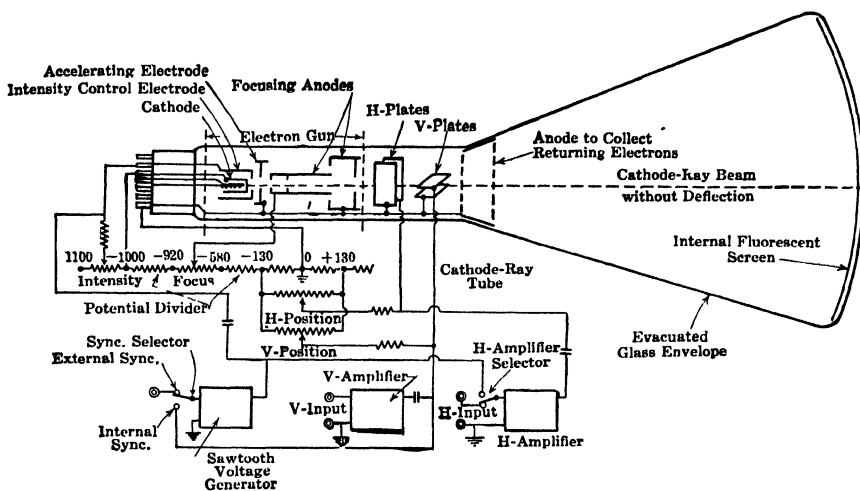 Accelerating Electrode
Intensity Control Electrode
Cathode
Focusing Anodes
Electron Gun
H-Plates
V-Plates
Anode to Collect
Returning Electrons
Cathode-Ray Beam
without Deflection
Internal Fluorescent
Screen
1100 -1000 -920 -580 -130 0 +130
Intensity
Focus
Potential Divider
Cathode-Ray
Tube
H-Position
V-Position
Evacuated
Glass Envelope
Sync. Selector
External Sync.
Internal
Sync.
Sawtooth
Voltage
Generator
V-Amplifier
V-Input
H-Amplifier
Selector
H-Input
H-Amplifier